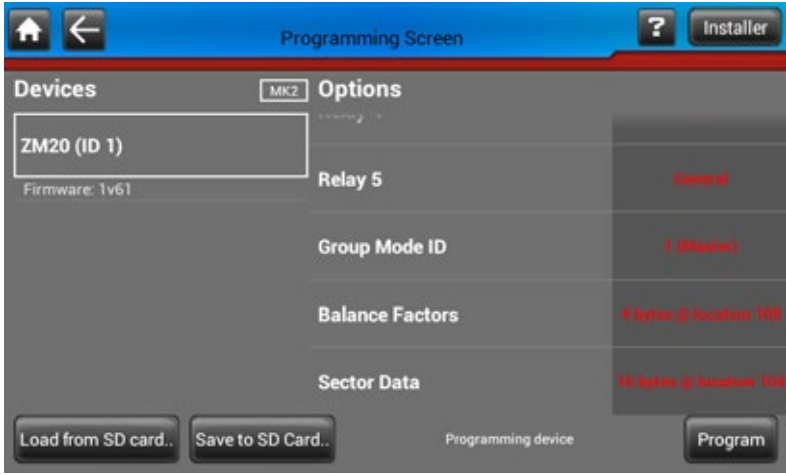 Programming Screen
?
Installer
Devices
MK2
Options
ZM20 (ID 1)
Firmware: 1v61
Relay 5
General
Group Mode ID
1 (Master)
Balance Factors
Sector Data
Load from SD card..
Save to SD Card..
Programming device
Program